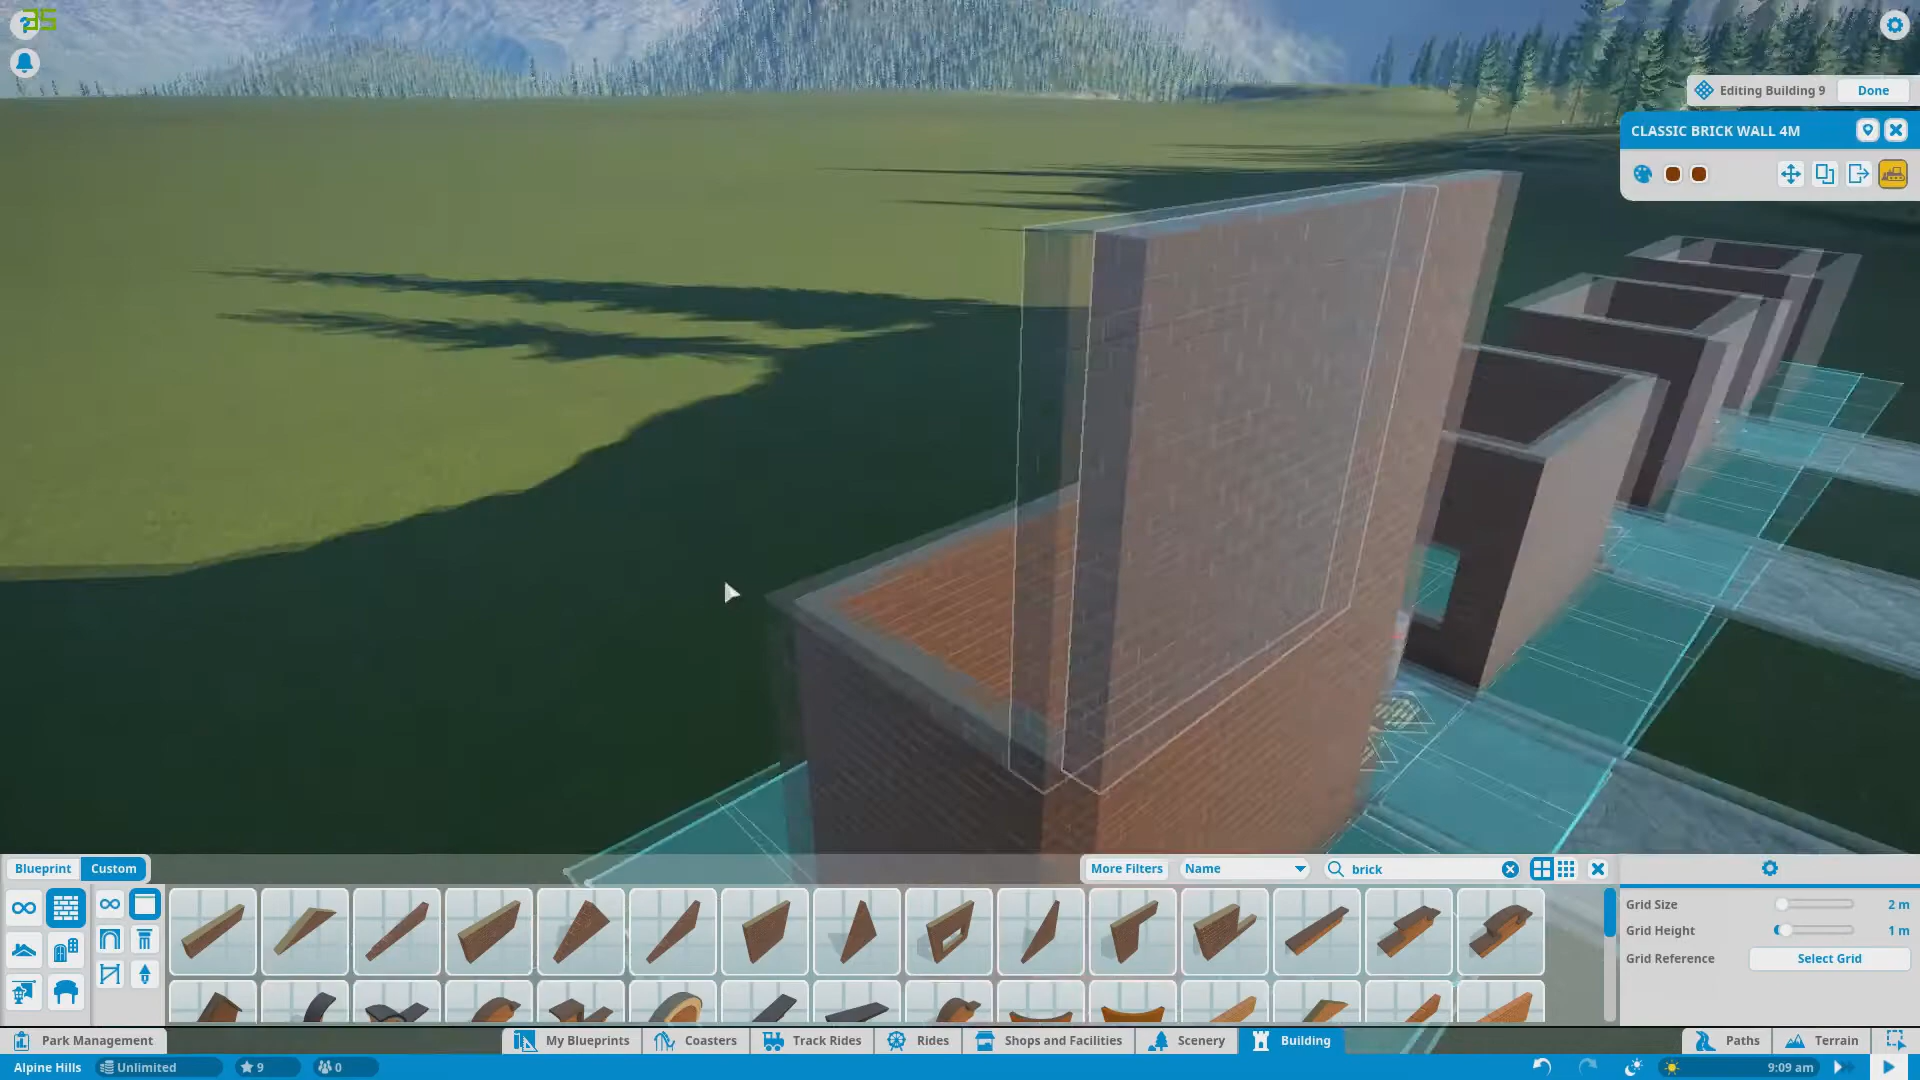 35
Editing Building 9 Done
CLASSIC BRICK WALL 4M
Blueprint Custom
More Filters Name brick
Grid Size 2 m
Grid Height 1 m
Grid Reference Select Grid
Park Management My Blueprints Coasters Track Rides Rides Shops and Facilities Scenery Building Paths Terrain
Alpine Hills Unlimited 9 0 9:09 am